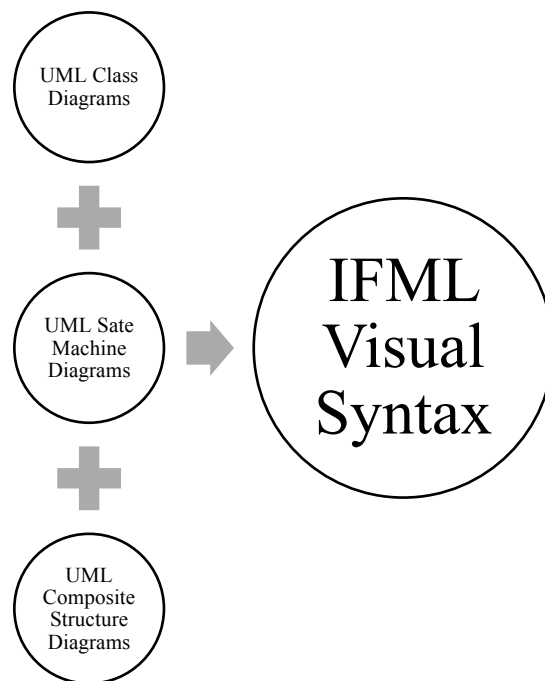 UML Class
Diagrams
UML Sate
Machine
Diagrams
UML
Composite
Structure
Diagrams
IFML
Visual
Syntax